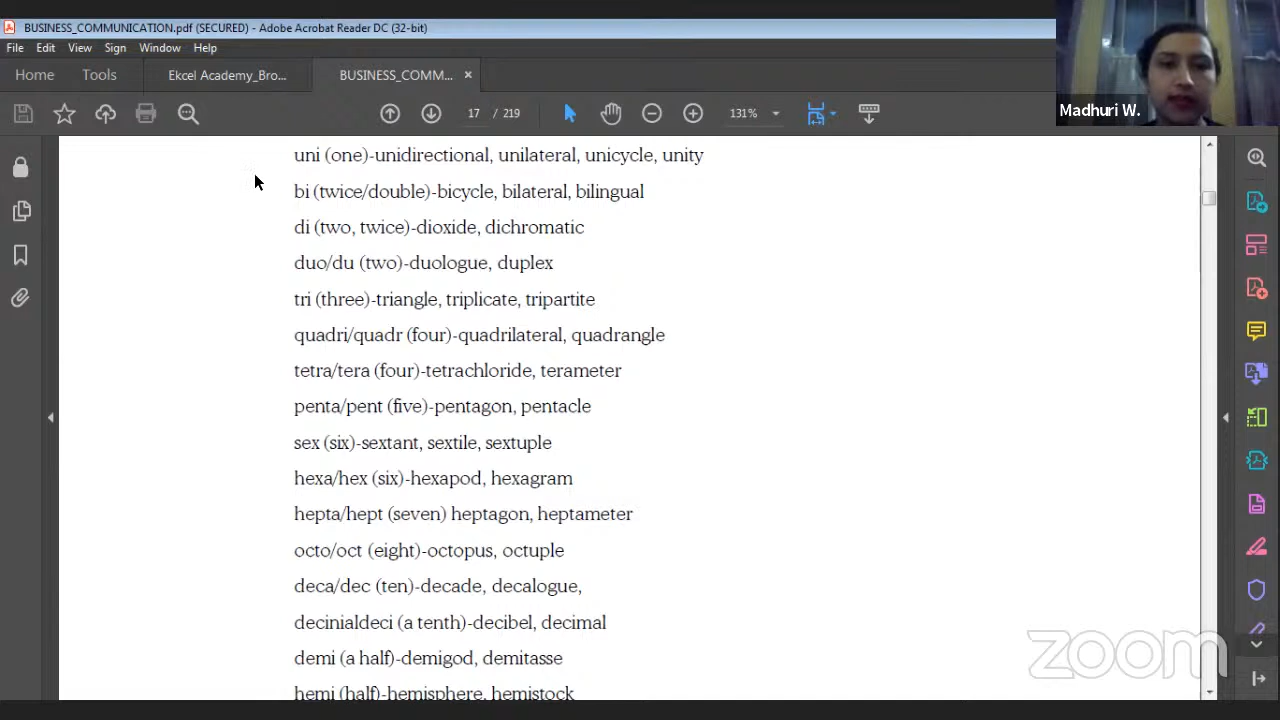 BUSINESS_COMMUNICATION.pdf (SECURED) - Adobe Acrobat Reader DC (32-bit)
File Edit View Sign Window Help
Home Tools Ekcel Academy_Bro... BUSINESS_COMM... ×
17 / 219 131%
Madhuri W.
uni (one)-unidirectional, unilateral, unicycle, unity
bi (twice/double)-bicycle, bilateral, bilingual
di (two, twice)-dioxide, dichromatic
duo/du (two)-duologue, duplex
tri (three)-triangle, triplicate, tripartite
quadri/quadr (four)-quadrilateral, quadrangle
tetra/tera (four)-tetrachloride, terameter
penta/pent (five)-pentagon, pentacle
sex (six)-sextant, sextile, sextuple
hexa/hex (six)-hexapod, hexagram
hepta/hept (seven) heptagon, heptameter
octo/oct (eight)-octopus, octuple
deca/dec (ten)-decade, decalogue,
decinialdeci (a tenth)-decibel, decimal
demi (a half)-demigod, demitasse
hemi (half)-hemisphere, hemistock
zoom